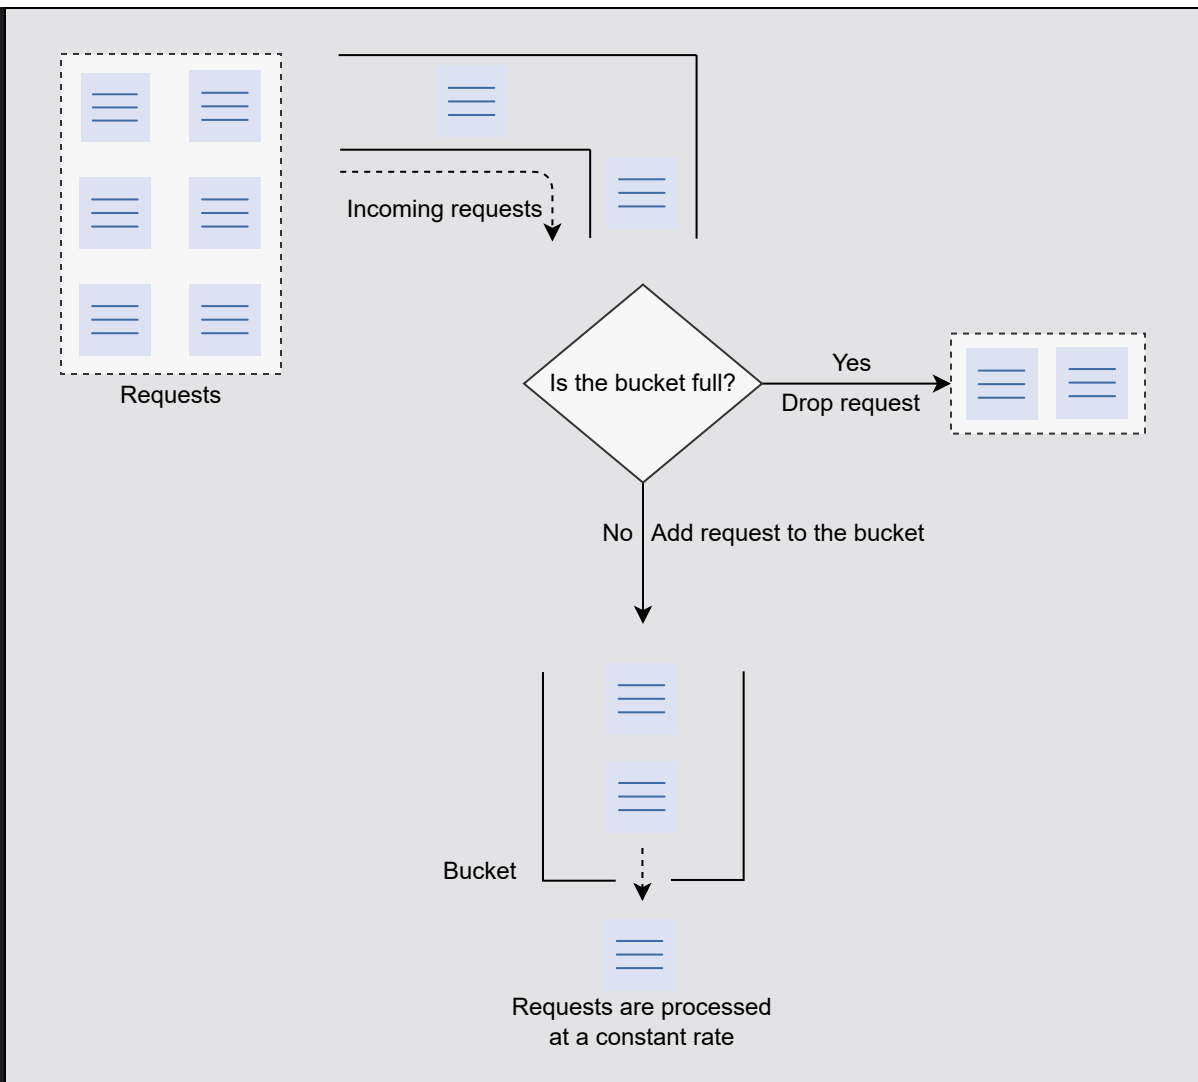 Incoming requests
Requests
Is the bucket full?
Yes
Drop request
No
Add request to the bucket
Bucket
Requests are processed
at a constant rate